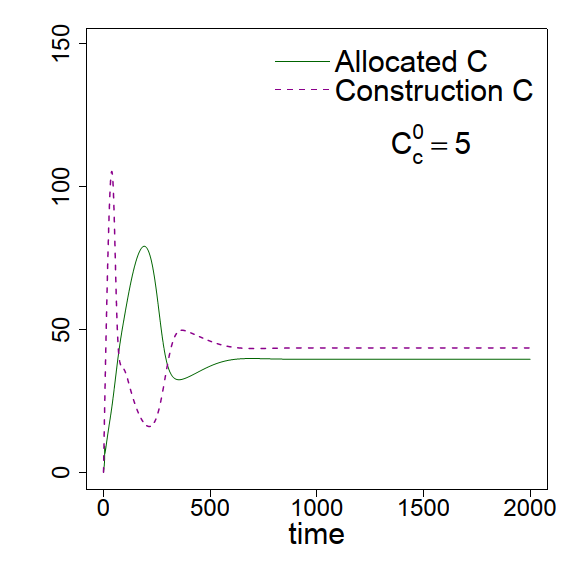 Allocated C
Construction C
C_c^0 = 5
150
100
50
0
0 500 1000 1500 2000
time